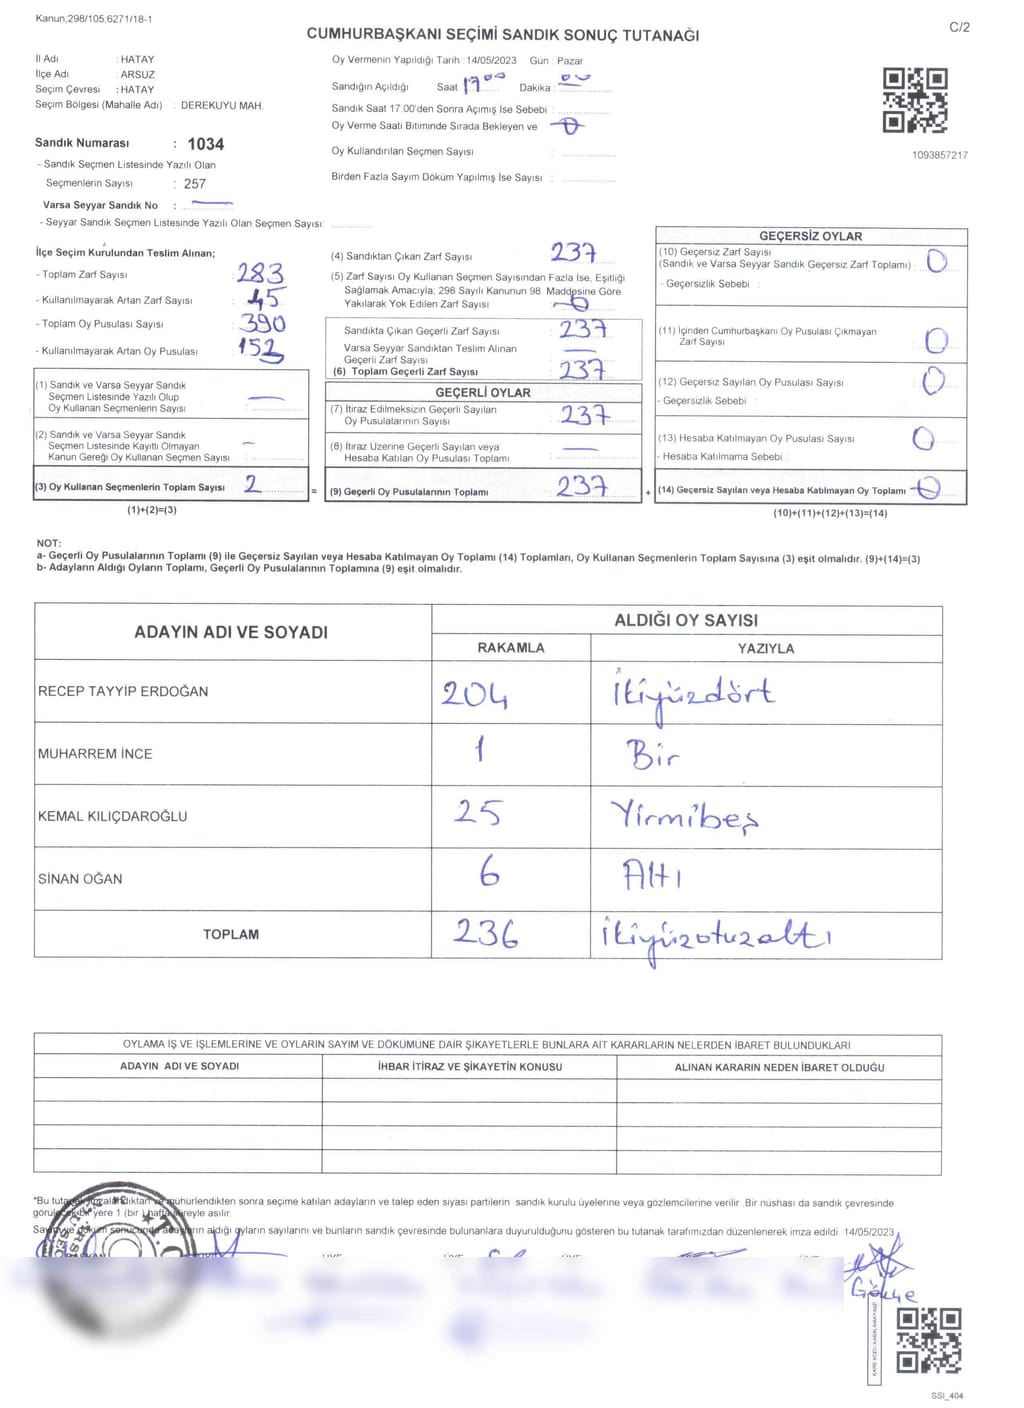 Kanun;298/105,6271/18-1
CUMHURBAŞKANI SEÇİMİ SANDIK SONUÇ TUTANAĞI
C/2
İl Adı : HATAY
İlçe Adı : ARSUZ
Seçim Çevresi : HATAY
Seçim Bölgesi (Mahalle Adı) : DEREKUYU MAH.
Oy Vermenin Yapıldığı Tarih : 14/05/2023 Gün : Pazar
Sandığın Açıldığı Saat 17 00 Dakika : 00
Sandık Saat 17:00'den Sonra Açımış İse Sebebi :
Oy Verme Saati Bitiminde Sırada Bekleyen ve
Oy Kullandırılan Seçmen Sayısı :
Birden Fazla Sayım Döküm Yapılmış İse Sayısı :
1093857217
Sandık Numarası : 1034
- Sandık Seçmen Listesinde Yazılı Olan
Seçmenlerin Sayısı : 257
Varsa Seyyar Sandık No : —
- Seyyar Sandık Seçmen Listesinde Yazılı Olan Seçmen Sayısı:
İlçe Seçim Kurulundan Teslim Alınan;
- Toplam Zarf Sayısı : 283
- Kullanılmayarak Artan Zarf Sayısı : 45
- Toplam Oy Pusulası Sayısı : 390
- Kullanılmayarak Artan Oy Pusulası : 152
(1) Sandık ve Varsa Seyyar Sandık
Seçmen Listesinde Yazılı Olup
Oy Kullanan Seçmenlerin Sayısı : —
(2) Sandık ve Varsa Seyyar Sandık
Seçmen Listesinde Kayıtlı Olmayan
Kanun Gereği Oy Kullanan Seçmen Sayısı : —
(3) Oy Kullanan Seçmenlerin Toplam Sayısı : 2
(1)+(2)=(3)
(4) Sandıktan Çıkan Zarf Sayısı : 237
(5) Zarf Sayısı Oy Kullanan Seçmen Sayısından Fazla İse, Eşitliği
Sağlamak Amacıyla; 298 Sayılı Kanunun 98. Maddesine Göre
Yakılarak Yok Edilen Zarf Sayısı : 0
Sandıkta Çıkan Geçerli Zarf Sayısı : 237
Varsa Seyyar Sandıktan Teslim Alınan
Geçerli Zarf Sayısı : —
(6) Toplam Geçerli Zarf Sayısı : 237
GEÇERLİ OYLAR
(7) İtiraz Edilmeksizin Geçerli Sayılan
Oy Pusulalarının Sayısı : 237
(8) İtiraz Üzerine Geçerli Sayılan veya
Hesaba Katılan Oy Pusulası Toplamı : —
= (9) Geçerli Oy Pusulalarının Toplamı : 237
GEÇERSİZ OYLAR
(10) Geçersiz Zarf Sayısı
(Sandık ve Varsa Seyyar Sandık Geçersiz Zarf Toplamı) : 0
- Geçersizlik Sebebi :
(11) İçinden Cumhurbaşkanı Oy Pusulası Çıkmayan
Zarf Sayısı : 0
(12) Geçersiz Sayılan Oy Pusulası Sayısı : 0
- Geçersizlik Sebebi :
(13) Hesaba Katılmayan Oy Pusulası Sayısı : 0
- Hesaba Katılmama Sebebi :
+ (14) Geçersiz Sayılan veya Hesaba Katılmayan Oy Toplamı : 0
(10)+(11)+(12)+(13)=(14)
NOT:
a- Geçerli Oy Pusulalarının Toplamı (9) ile Geçersiz Sayılan veya Hesaba Katılmayan Oy Toplamı (14) Toplamları, Oy Kullanan Seçmenlerin Toplam Sayısına (3) eşit olmalıdır. (9)+(14)=(3)
b- Adayların Aldığı Oyların Toplamı, Geçerli Oy Pusulalarının Toplamına (9) eşit olmalıdır.
ADAYIN ADI VE SOYADI
ALDIĞI OY SAYISI
RAKAMLA YAZIYLA
RECEP TAYYİP ERDOĞAN 204 İkiyüzdört
MUHARREM İNCE 1 Bir
KEMAL KILIÇDAROĞLU 25 Yirmibeş
SİNAN OĞAN 6 Altı
TOPLAM 236 İkiyüzotuzaltı
OYLAMA İŞ VE İŞLEMLERİNE VE OYLARIN SAYIM VE DÖKÜMÜNE DAİR ŞİKAYETLERLE BUNLARA AİT KARARLARIN NELERDEN İBARET BULUNDUKLARI
ADAYIN ADI VE SOYADI İHBAR İTİRAZ VE ŞİKAYETİN KONUSU ALINAN KARARIN NEDEN İBARET OLDUĞU
*Bu tutanak imzalandıktan ve mühürlendikten sonra seçime katılan adayların ve talep eden siyasi partilerin sandık kurulu üyelerine veya gözlemcilerine verilir. Bir nüshası da sandık çevresinde
görülecek bir yere 1 (bir) hafta süreyle asılır.
Sayım ve döküm sonucunda adayların aldığı oyların sayılarını ve bunların sandık çevresinde bulunanlara duyurulduğunu gösteren bu tutanak tarafımızdan düzenlenerek imza edildi. 14/05/2023
Gökçe
SSI_404